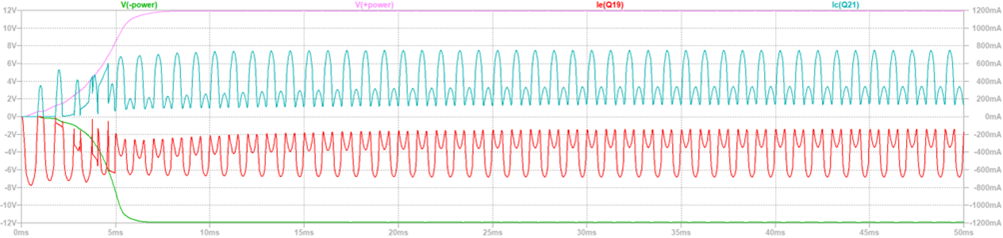 V(-power) V(+power) Ie(Q19) Ic(Q21)
12V 1200mA
10V 1000mA
8V 800mA
6V 600mA
4V 400mA
2V 200mA
0V 0mA
-2V -200mA
-4V -400mA
-6V -600mA
-8V -800mA
-10V -1000mA
-12V -1200mA
0ms 5ms 10ms 15ms 20ms 25ms 30ms 35ms 40ms 45ms 50ms